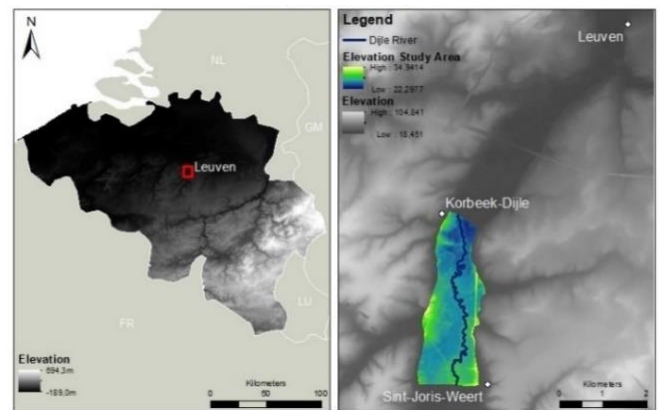 N
NL
GM
Leuven
FR
LU
Elevation
694,3m
-189,0m
Kilometers
0 50 100
Legend
Dijle River
Elevation Study Area
High : 34.9414
Low : 22.2977
Elevation
High : 104,841
Low : 18,451
Leuven
Korbeek-Dijle
Sint-Joris-Weert
Kilometers
0 1 2